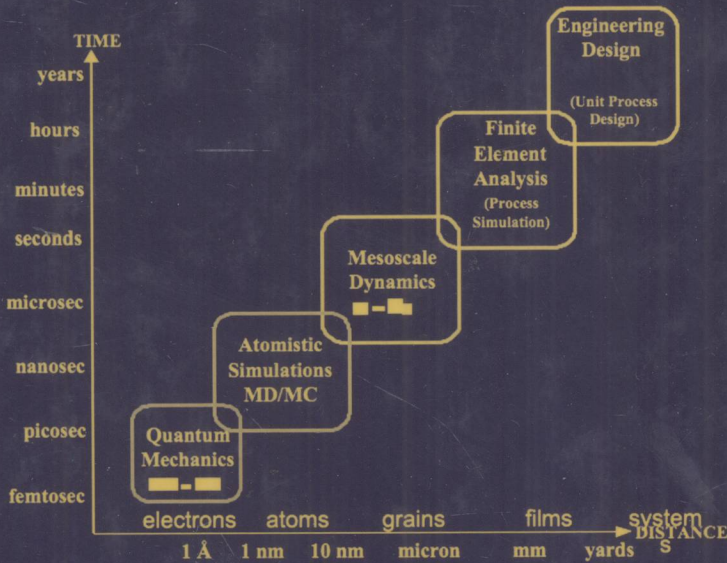 TIME
years
hours
minutes
seconds
microsec
nanosec
picosec
femtosec
Engineering
Design
(Unit Process
Design)
Finite
Element
Analysis
(Process
Simulation)
Mesoscale
Dynamics
Atomistic
Simulations
MD/MC
Quantum
Mechanics
electrons atoms grains films system
s
DISTANCE
1 Å 1 nm 10 nm micron mm yards